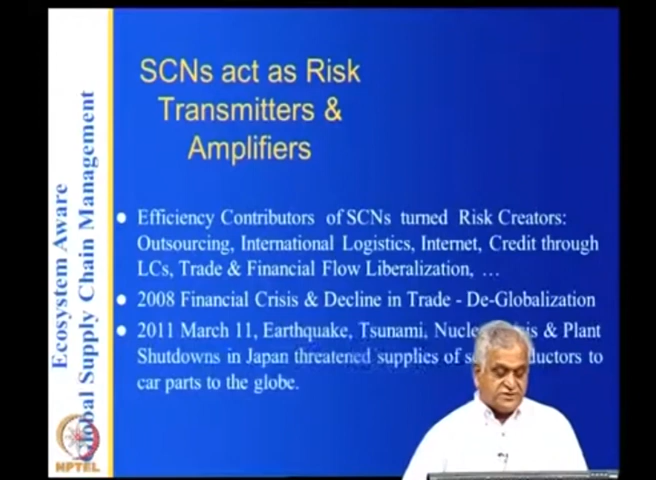 SCNs act as Risk
Transmitters &
Amplifiers
Ecosystem Aware
Global Supply Chain Management
Efficiency Contributors of SCNs turned Risk Creators:
Outsourcing, International Logistics, Internet, Credit through
LCs, Trade & Financial Flow Liberalization, ...
2008 Financial Crisis & Decline in Trade - De-Globalization
2011 March 11, Earthquake, Tsunami, & Plant
Shutdowns in Japan threatened supplies of to
car parts to the globe.
NPTEL